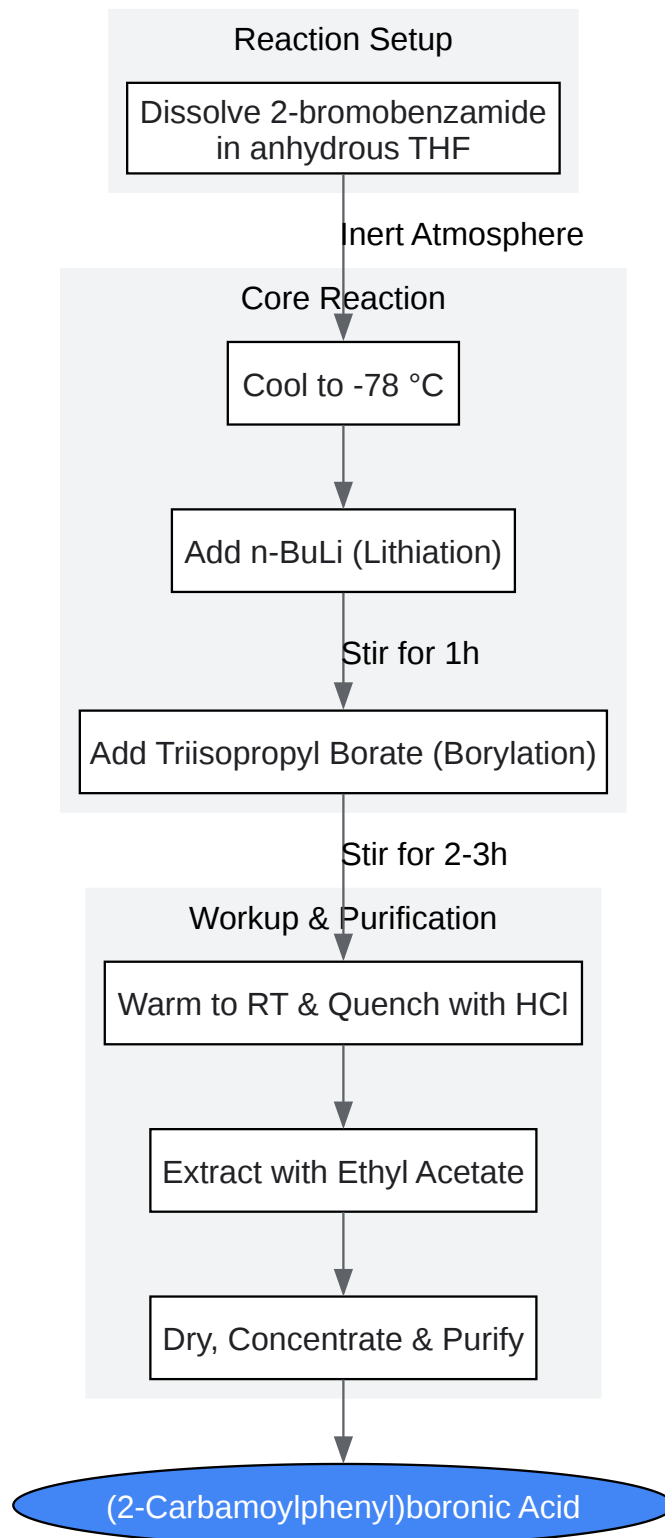 Reaction Setup
Dissolve 2-bromobenzamide
in anhydrous THF
Inert Atmosphere
Core Reaction
Cool to -78 °C
Add n-BuLi (Lithiation)
Stir for 1h
Add Triisopropyl Borate (Borylation)
Stir for 2-3h
Workup & Purification
Warm to RT & Quench with HCl
Extract with Ethyl Acetate
Dry, Concentrate & Purify
(2-Carbamoylphenyl)boronic Acid